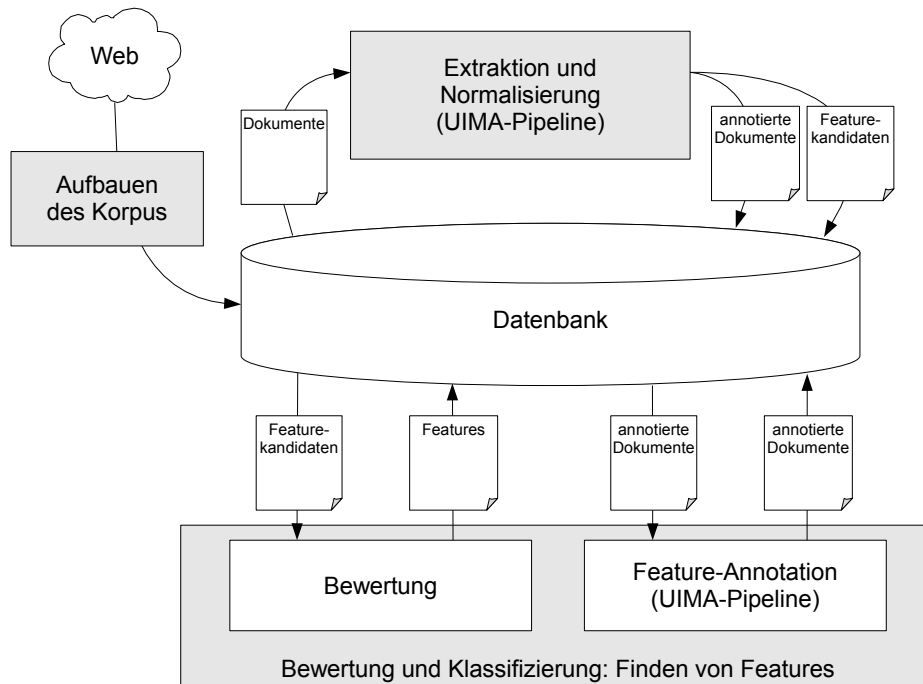 Web
Extraktion und
Normalisierung
(UIMA-Pipeline)
Dokumente
annotierte
Dokumente
Feature-
kandidaten
Aufbauen
des Korpus
Datenbank
Feature-
kandidaten
Features
annotierte
Dokumente
annotierte
Dokumente
Bewertung
Feature-Annotation
(UIMA-Pipeline)
Bewertung und Klassifizierung: Finden von Features